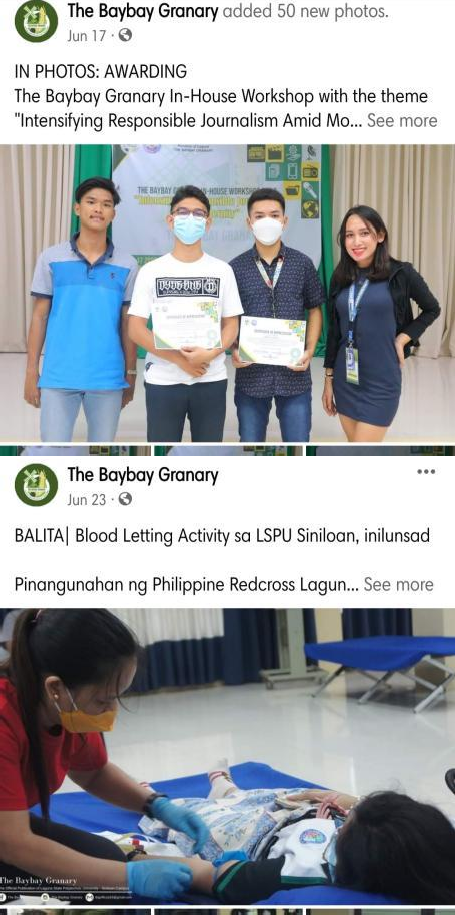 The Baybay Granary added 50 new photos.
Jun 17 ·
IN PHOTOS: AWARDING
The Baybay Granary In-House Workshop with the theme
"Intensifying Responsible Journalism Amid Mo... See more
THE BAYBAY GRANARY IN-HOUSE WORKSHOP
The Baybay Granary
Jun 23 ·
BALITA| Blood Letting Activity sa LSPU Siniloan, inilunsad
Pinangunahan ng Philippine Redcross Lagun... See more
The Baybay Granary